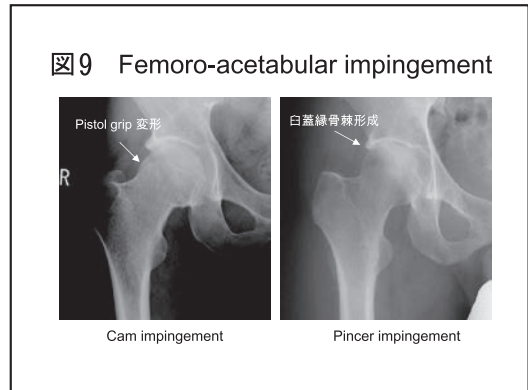 図9 Femoro-acetabular impingement
Pistol grip 変形
臼蓋縁骨棘形成
R
Cam impingement
Pincer impingement